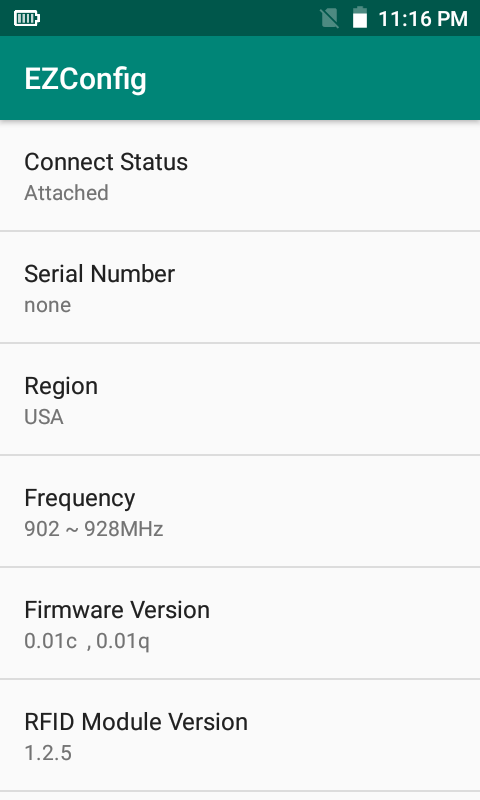 11:16 PM
EZConfig
Connect Status
Attached
Serial Number
none
Region
USA
Frequency
902 ~ 928MHz
Firmware Version
0.01c , 0.01q
RFID Module Version
1.2.5